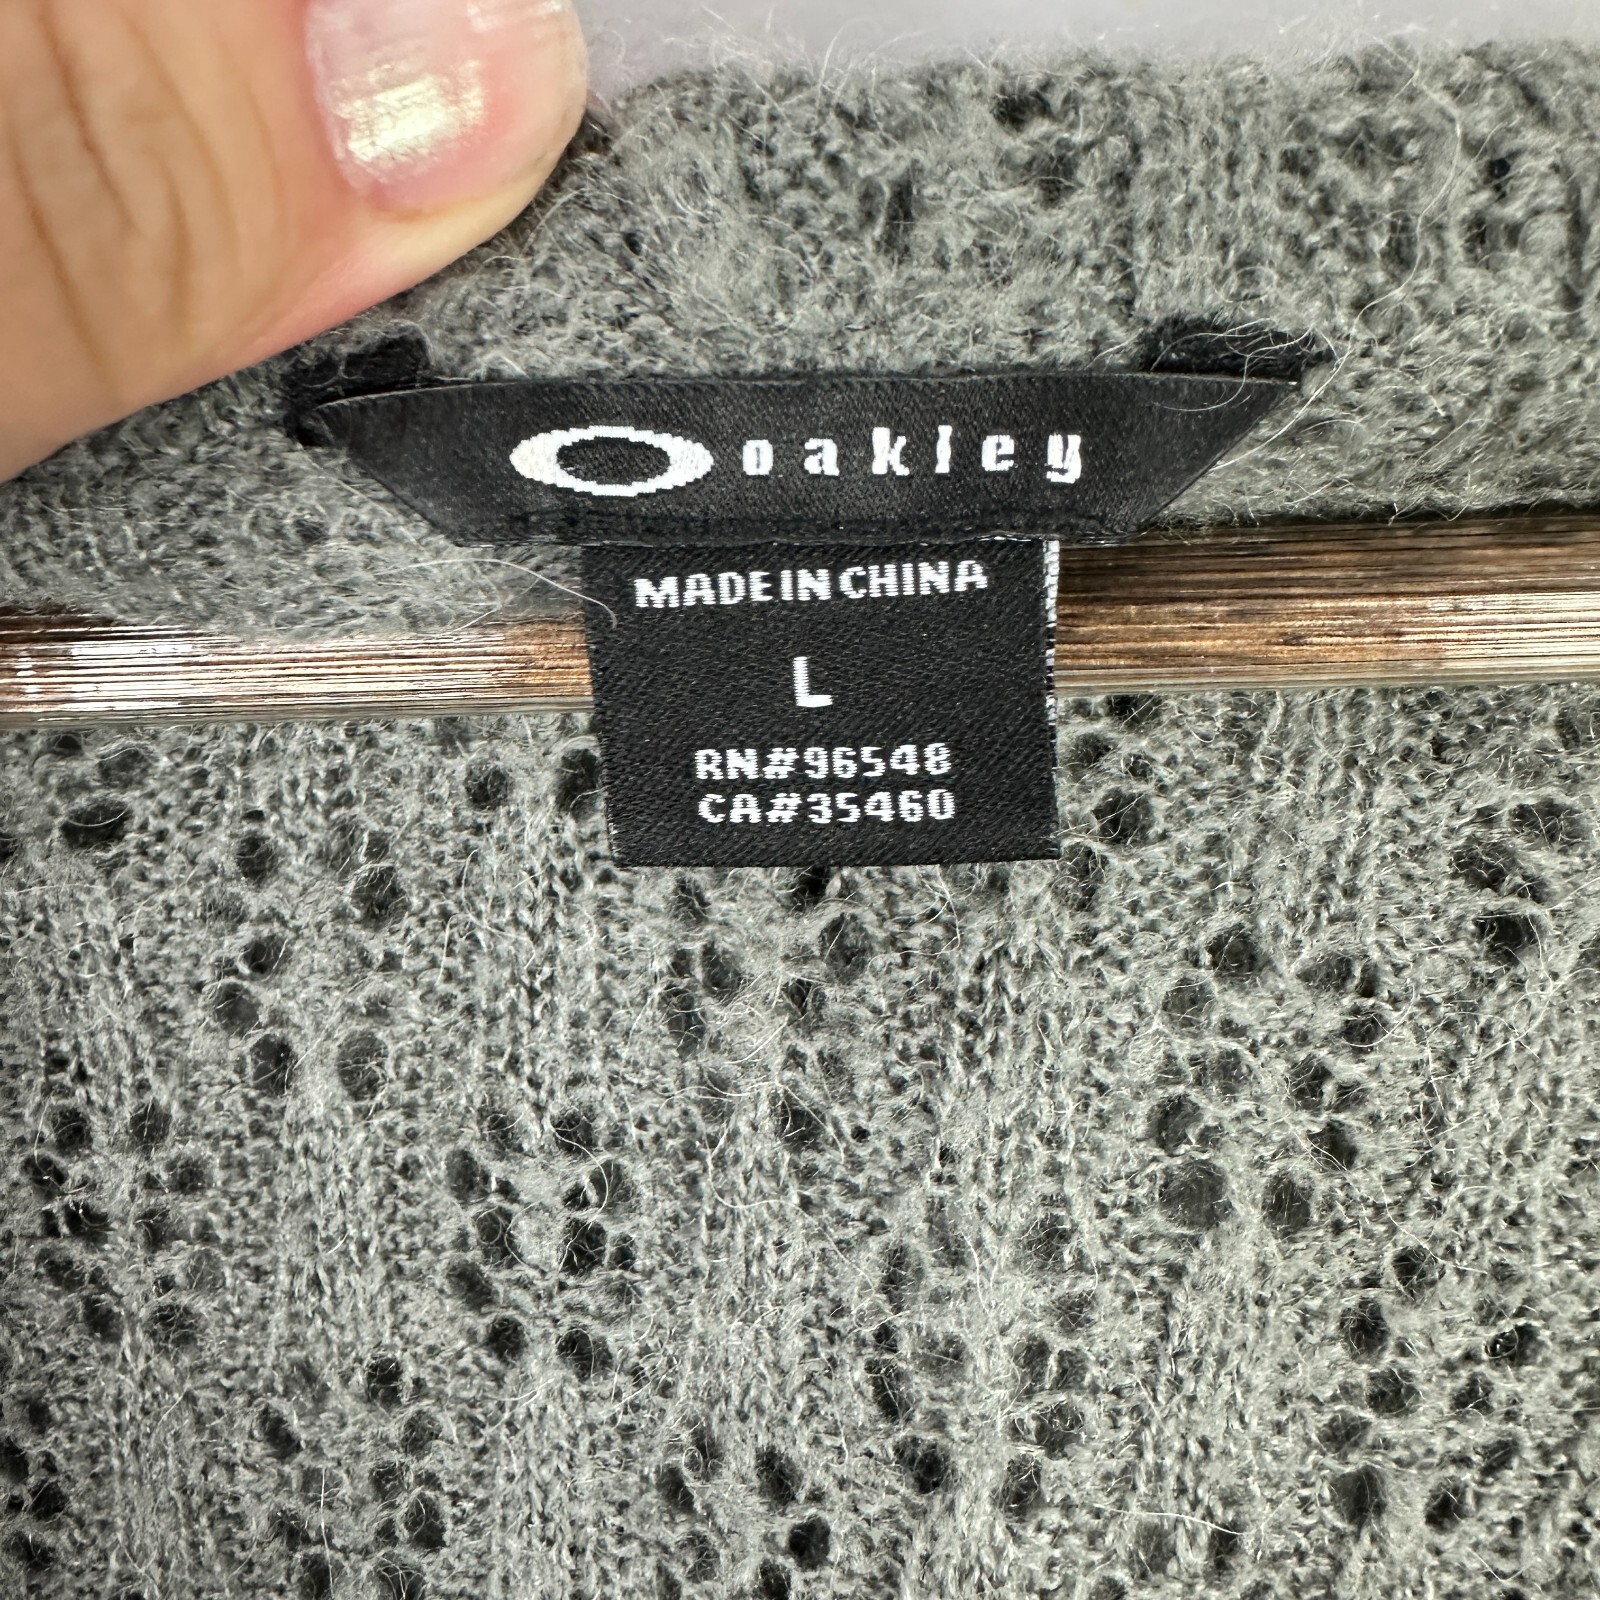 oakley
MADE IN CHINA
L
RN#96548
CA#35460